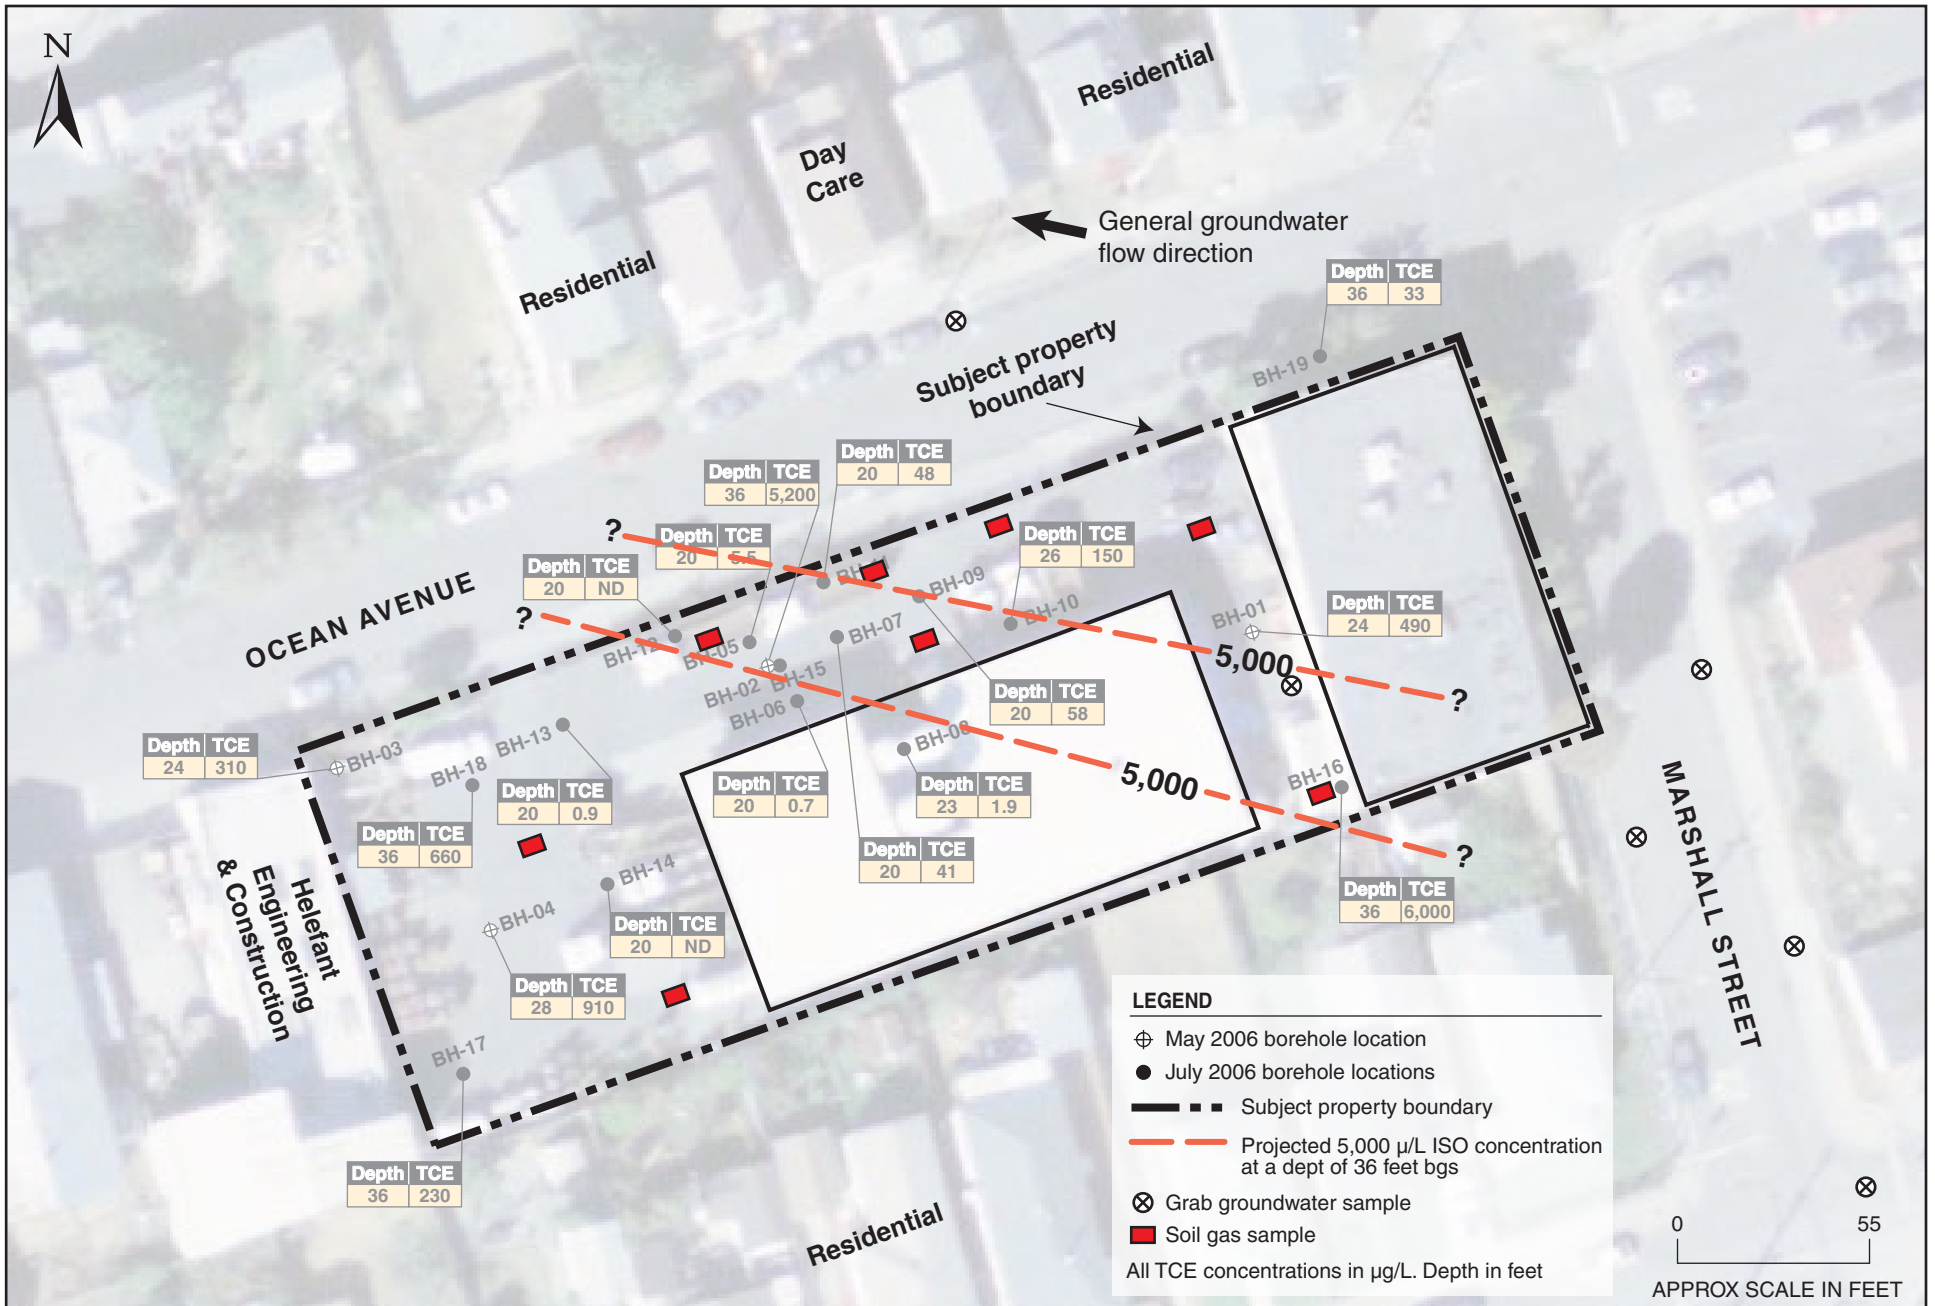 N
Residential
Day
Care
General groundwater
flow direction
Residential
Depth TCE
36 33
BH-19
Subject property
boundary
Depth TCE
20 48
Depth TCE
36 5,200
?
Depth TCE
20 5.5
Depth TCE
26 150
Depth TCE
20 ND
OCEAN AVENUE
?
BH-09
BH-10
BH-07
BH-01
Depth TCE
24 490
BH-12
BH-05
BH-02
BH-15
BH-06
5,000
?
Depth TCE
20 58
BH-03
Depth TCE
24 310
BH-13
BH-18
BH-08
5,000
BH-16
Depth TCE
20 0.9
Depth TCE
20 0.7
Depth TCE
23 1.9
Depth TCE
36 660
Depth TCE
20 41
?
Helefant
Engineering
& Construction
BH-14
BH-04
Depth TCE
20 ND
Depth TCE
36 6,000
MARSHALL STREET
Depth TCE
28 910
BH-17
Depth TCE
36 230
Residential
LEGEND
May 2006 borehole location
July 2006 borehole locations
Subject property boundary
Projected 5,000 µ/L ISO concentration
at a dept of 36 feet bgs
Grab groundwater sample
Soil gas sample
All TCE concentrations in µg/L. Depth in feet
0 55
APPROX SCALE IN FEET